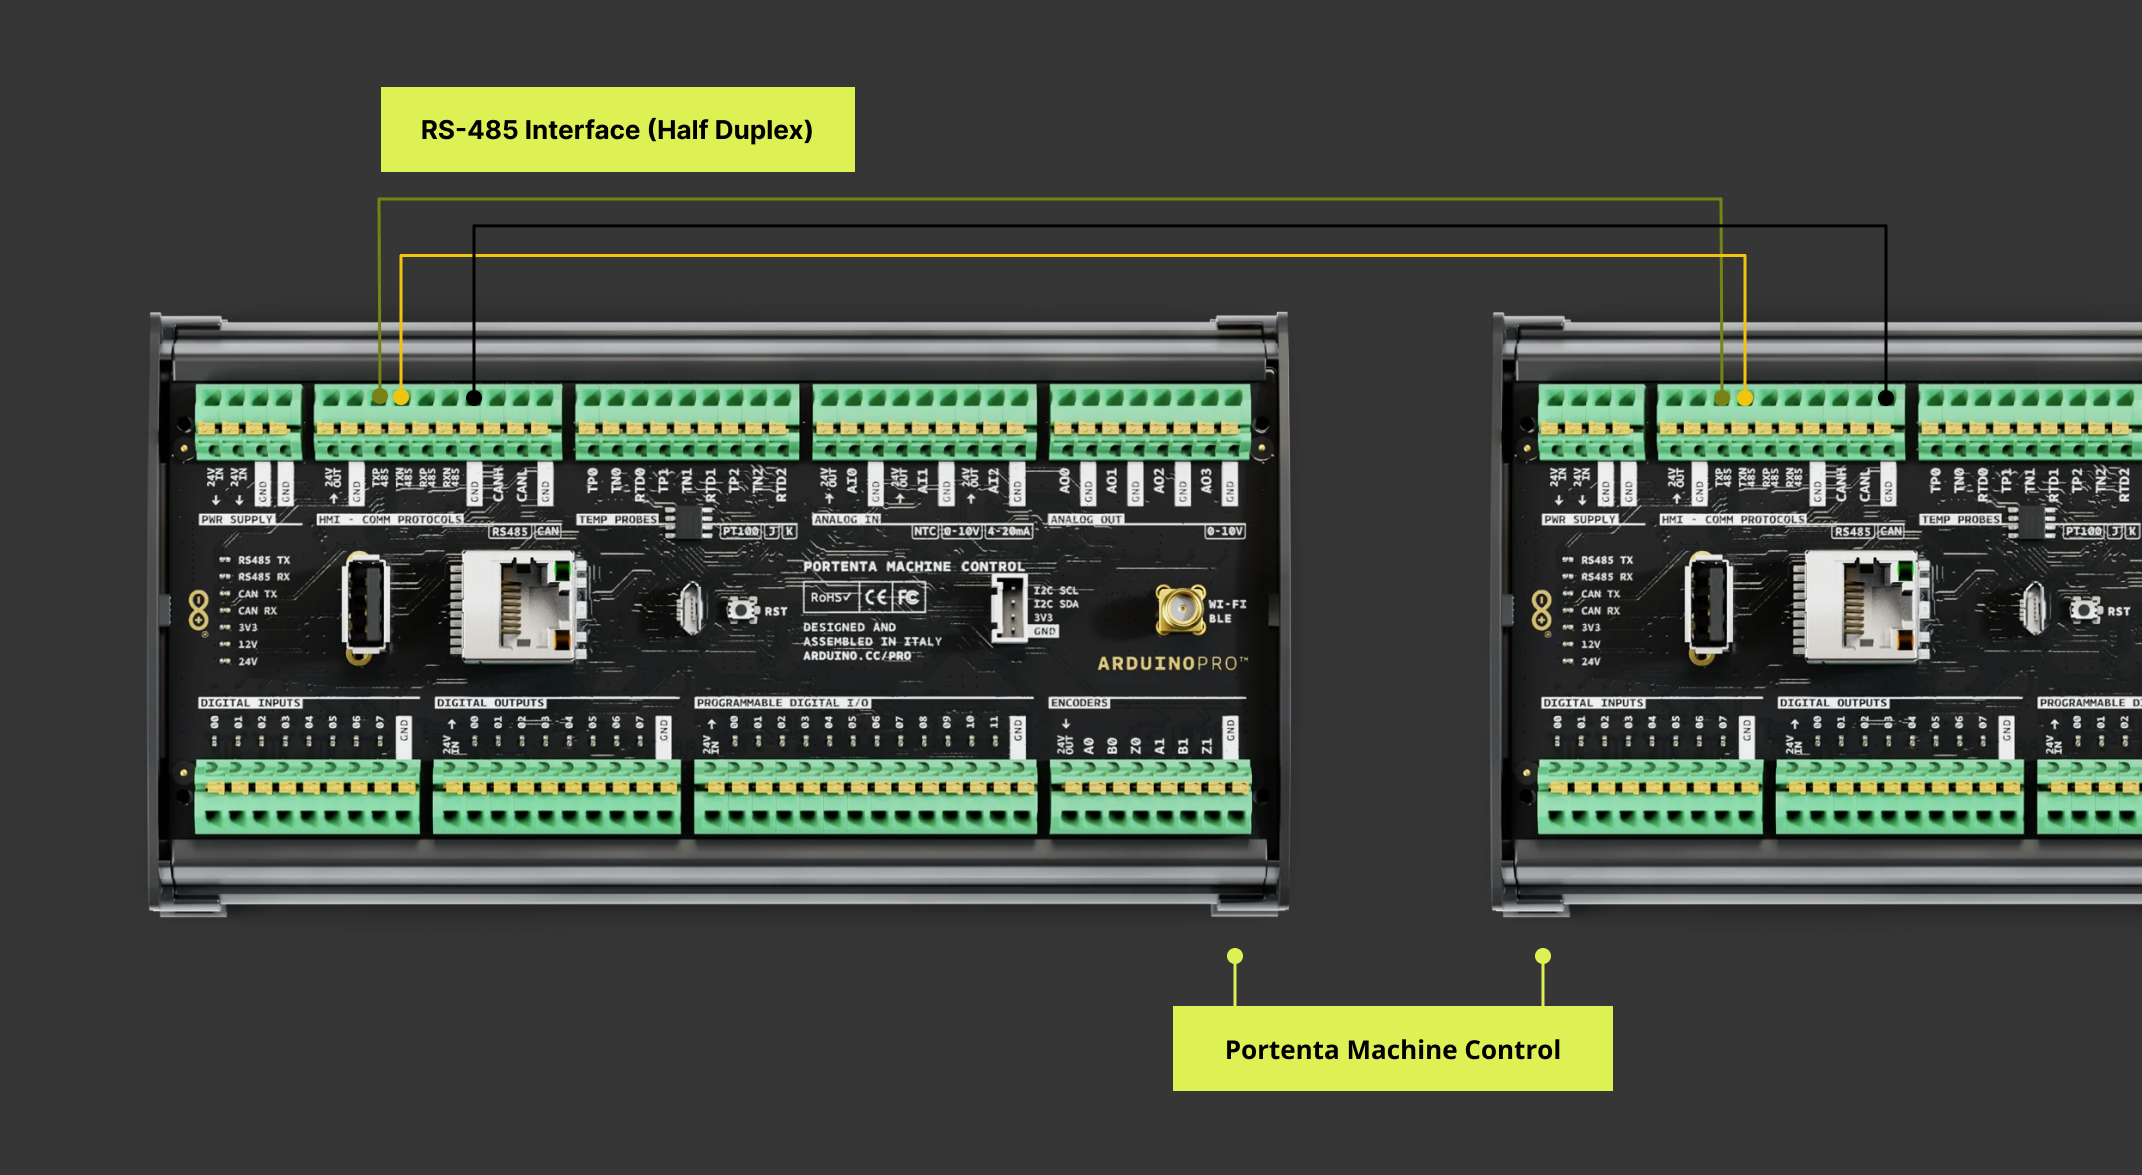 RS-485 Interface (Half Duplex)
24V IN 24V IN GND GND 24V OUT GND TXP 485 TXN 485 RXP 485 RXN 485 GND CANH CANL GND TP0 TN0 RTD0 TP1 TN1 RTD1 TP2 TN2 RTD2 24V OUT AI0 GND 24V OUT AI1 GND 24V OUT AI2 GND AO0 GND AO1 GND AO2 GND AO3 GND
PWR SUPPLY HMI - COMM PROTOCOLS TEMP PROBES ANALOG IN ANALOG OUT
RS485 CAN PT100 J K NTC 0-10V 4-20mA 0-10V
RS485 TX
RS485 RX
CAN TX
CAN RX
3V3
12V
24V
RST
PORTENTA MACHINE CONTROL
RoHS CE FC
DESIGNED AND
ASSEMBLED IN ITALY
ARDUINO.CC/PRO
I2C SCL
I2C SDA
3V3
GND
WI-FI
BLE
ARDUINOPRO™
DIGITAL INPUTS DIGITAL OUTPUTS PROGRAMMABLE DIGITAL I/O ENCODERS
00 01 02 03 04 05 06 07 GND 24V IN 00 01 02 03 04 05 06 07 GND 24V IN 00 01 02 03 04 05 06 07 08 09 10 11 GND 24V OUT A0 B0 Z0 A1 B1 Z1 GND
24V IN 24V IN GND GND 24V OUT GND TXP 485 TXN 485 RXP 485 RXN 485 GND CANH CANL GND TP0 TN0 RTD0 TP1 TN1 RTD1 TP2 TN2 RTD2
PWR SUPPLY HMI - COMM PROTOCOLS TEMP PROBES
RS485 CAN PT100 J K
RS485 TX
RS485 RX
CAN TX
CAN RX
3V3
12V
24V
RST
DIGITAL INPUTS DIGITAL OUTPUTS PROGRAMMABLE
00 01 02 03 04 05 06 07 GND 24V IN 00 01 02 03 04 05 06 07 GND 24V IN 00 01 02
Portenta Machine Control